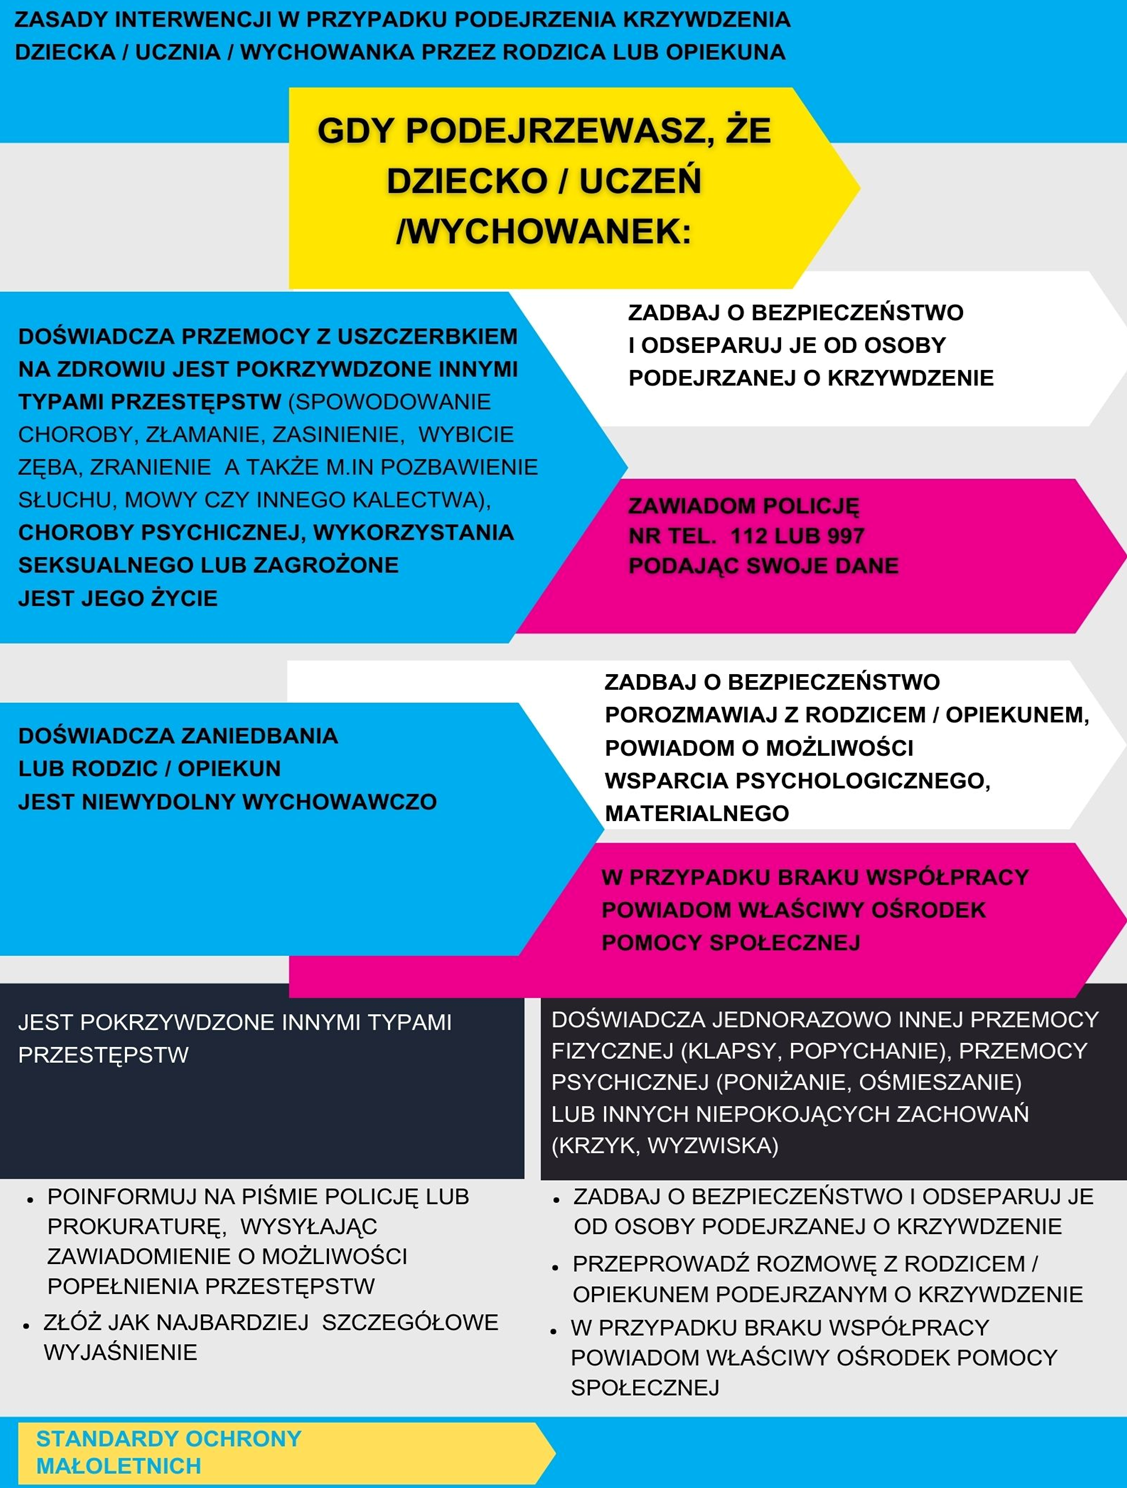 ZASADY INTERWENCJI W PRZYPADKU PODEJRZENIA KRZYWDZENIA
DZIECKA / UCZNIA / WYCHOWANKA PRZEZ RODZICA LUB OPIEKUNA
GDY PODEJRZEWASZ, ŻE
DZIECKO / UCZEŃ
/WYCHOWANEK:
DOŚWIADCZA PRZEMOCY Z USZCZERBKIEM
NA ZDROWIU JEST POKRZYWDZONE INNYMI
TYPAMI PRZESTĘPSTW (SPOWODOWANIE
CHOROBY, ZŁAMANIE, ZASINIENIE, WYBICIE
ZĘBA, ZRANIENIE A TAKŻE M.IN POZBAWIENIE
SŁUCHU, MOWY CZY INNEGO KALECTWA),
CHOROBY PSYCHICZNEJ, WYKORZYSTANIA
SEKSUALNEGO LUB ZAGROŻONE
JEST JEGO ŻYCIE
ZADBAJ O BEZPIECZEŃSTWO
I ODSEPARUJ JE OD OSOBY
PODEJRZANEJ O KRZYWDZENIE
ZAWIADOM POLICJĘ
NR TEL. 112 LUB 997
PODAJĄC SWOJE DANE
DOŚWIADCZA ZANIEDBANIA
LUB RODZIC / OPIEKUN
JEST NIEWYDOLNY WYCHOWAWCZO
ZADBAJ O BEZPIECZEŃSTWO
POROZMAWIAJ Z RODZICEM / OPIEKUNEM,
POWIADOM O MOŻLIWOŚCI
WSPARCIA PSYCHOLOGICZNEGO,
MATERIALNEGO
W PRZYPADKU BRAKU WSPÓŁPRACY
POWIADOM WŁAŚCIWY OŚRODEK
POMOCY SPOŁECZNEJ
JEST POKRZYWDZONE INNYMI TYPAMI
PRZESTĘPSTW
• POINFORMUJ NA PIŚMIE POLICJĘ LUB
PROKURATURĘ, WYSYŁAJĄC
ZAWIADOMIENIE O MOŻLIWOŚCI
POPEŁNIENIA PRZESTĘPSTW
• ZŁÓŻ JAK NAJBARDZIEJ SZCZEGÓŁOWE
WYJAŚNIENIE
DOŚWIADCZA JEDNORAZOWO INNEJ PRZEMOCY
FIZYCZNEJ (KLAPSY, POPYCHANIE), PRZEMOCY
PSYCHICZNEJ (PONIŻANIE, OŚMIESZANIE)
LUB INNYCH NIEPOKOJĄCYCH ZACHOWAŃ
(KRZYK, WYZWISKA)
• ZADBAJ O BEZPIECZEŃSTWO I ODSEPARUJ JE
OD OSOBY PODEJRZANEJ O KRZYWDZENIE
• PRZEPROWADŹ ROZMOWĘ Z RODZICEM /
OPIEKUNEM PODEJRZANYM O KRZYWDZENIE
• W PRZYPADKU BRAKU WSPÓŁPRACY
POWIADOM WŁAŚCIWY OŚRODEK POMOCY
SPOŁECZNEJ
STANDARDY OCHRONY
MAŁOLETNICH